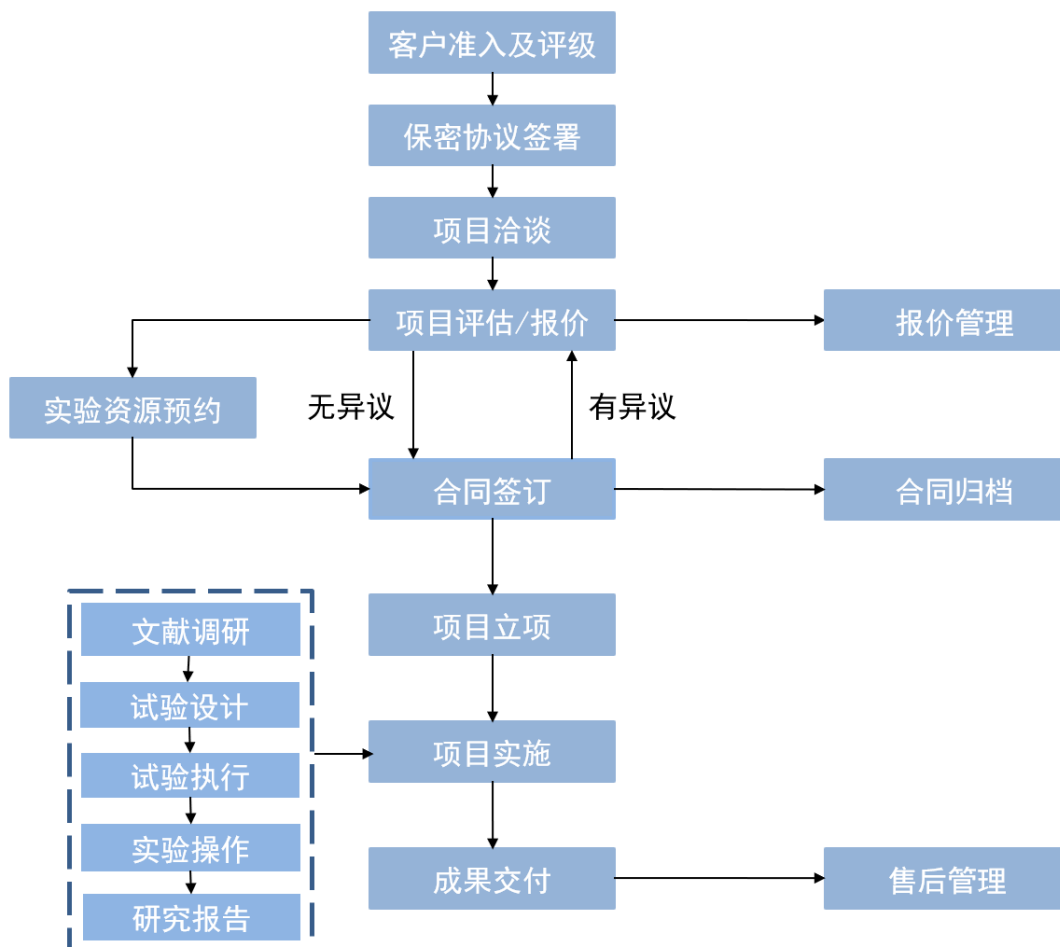 客户准入及评级
保密协议签署
项目洽谈
项目评估/报价
报价管理
实验资源预约
无异议
有异议
合同签订
合同归档
文献调研
项目立项
试验设计
试验执行
项目实施
实验操作
成果交付
售后管理
研究报告